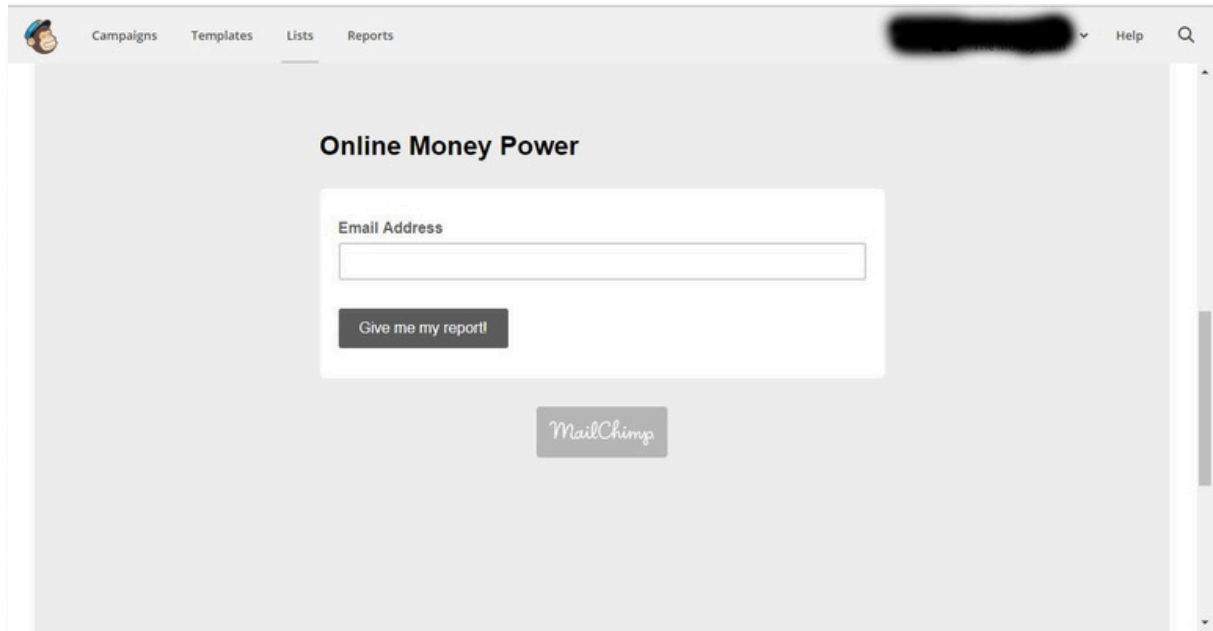 Campaigns Templates Lists Reports Help
Online Money Power
Email Address
Give me my report!
MailChimp